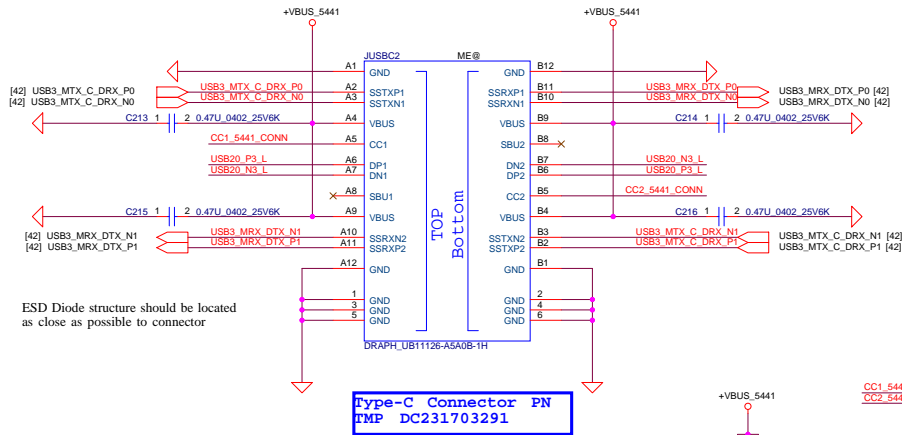 +VBUS_5441
+VBUS_5441
JUSBC2
ME@
A1 GND GND B12
[42] USB3_MTX_C_DRX_P0 USB3_MTX_C_DRX_P0 A2 SSTXP1 SSRXP1 B11 USB3_MRX_DTX_P0 USB3_MRX_DTX_P0 [42]
[42] USB3_MTX_C_DRX_N0 USB3_MTX_C_DRX_N0 A3 SSTXN1 SSRXN1 B10 USB3_MRX_DTX_N0 USB3_MRX_DTX_N0 [42]
C213 1 2 0.47U_0402_25V6K A4 VBUS VBUS B9 C214 1 2 0.47U_0402_25V6K
CC1_5441_CONN A5 CC1 SBU2 B8
USB20_P3_L A6 DP1 DN2 B7 USB20_N3_L
USB20_N3_L A7 DN1 DP2 B6 USB20_P3_L
A8 SBU1 CC2 B5 CC2_5441_CONN
C215 1 2 0.47U_0402_25V6K A9 VBUS VBUS B4 C216 1 2 0.47U_0402_25V6K
[42] USB3_MRX_DTX_N1 USB3_MRX_DTX_N1 A10 SSRXN2 SSTXN2 B3 USB3_MTX_C_DRX_N1 USB3_MTX_C_DRX_N1 [42]
[42] USB3_MRX_DTX_P1 USB3_MRX_DTX_P1 A11 SSRXP2 SSTXP2 B2 USB3_MTX_C_DRX_P1 USB3_MTX_C_DRX_P1 [42]
A12 GND GND B1
1 GND GND 2
3 GND GND 4
5 GND GND 6
TOP
Bottom
DRAPH_UB11126-A5A0B-1H
ESD Diode structure should be located
as close as possible to connector
Type-C Connector PN
TMP DC231703291
+VBUS_5441
CC1_544
CC2_544